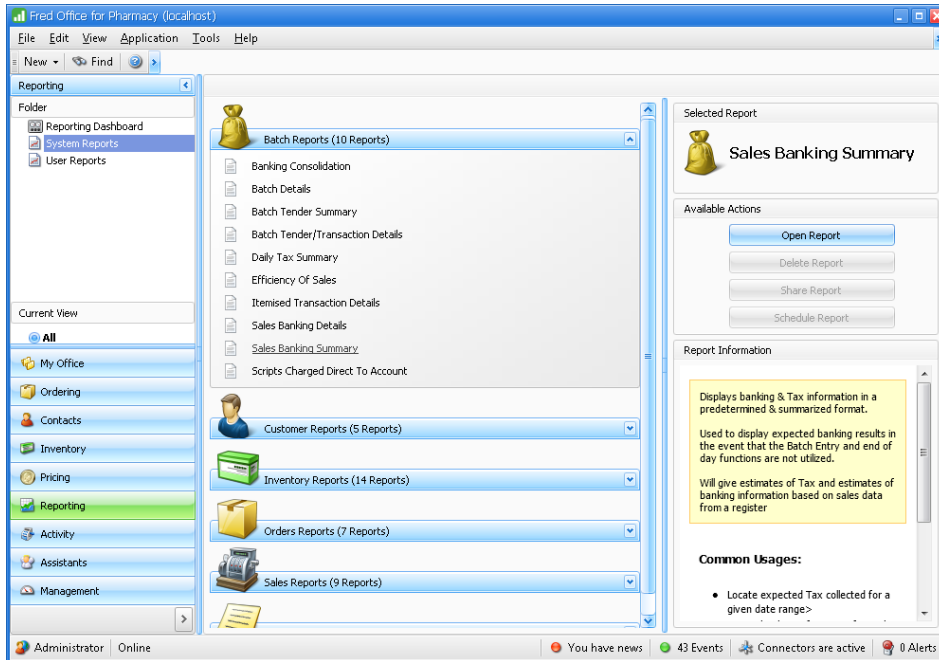 Fred Office for Pharmacy (localhost)
File Edit View Application Tools Help
New Find
Reporting
Folder
Reporting Dashboard
System Reports
User Reports
Current View
All
My Office
Ordering
Contacts
Inventory
Pricing
Reporting
Activity
Assistants
Management
Batch Reports (10 Reports)
Banking Consolidation
Batch Details
Batch Tender Summary
Batch Tender/Transaction Details
Daily Tax Summary
Efficiency Of Sales
Itemised Transaction Details
Sales Banking Details
Sales Banking Summary
Scripts Charged Direct To Account
Customer Reports (5 Reports)
Inventory Reports (14 Reports)
Orders Reports (7 Reports)
Sales Reports (9 Reports)
Selected Report
Sales Banking Summary
Available Actions
Open Report
Delete Report
Share Report
Schedule Report
Report Information
Displays banking & Tax information in a
predetermined & summarized format.
Used to display expected banking results in
the event that the Batch Entry and end of
day functions are not utilized.
Will give estimates of Tax and estimates of
banking information based on sales data
from a register
Common Usages:
Locate expected Tax collected for a
given date range>
Administrator Online
You have news 43 Events Connectors are active 0 Alerts